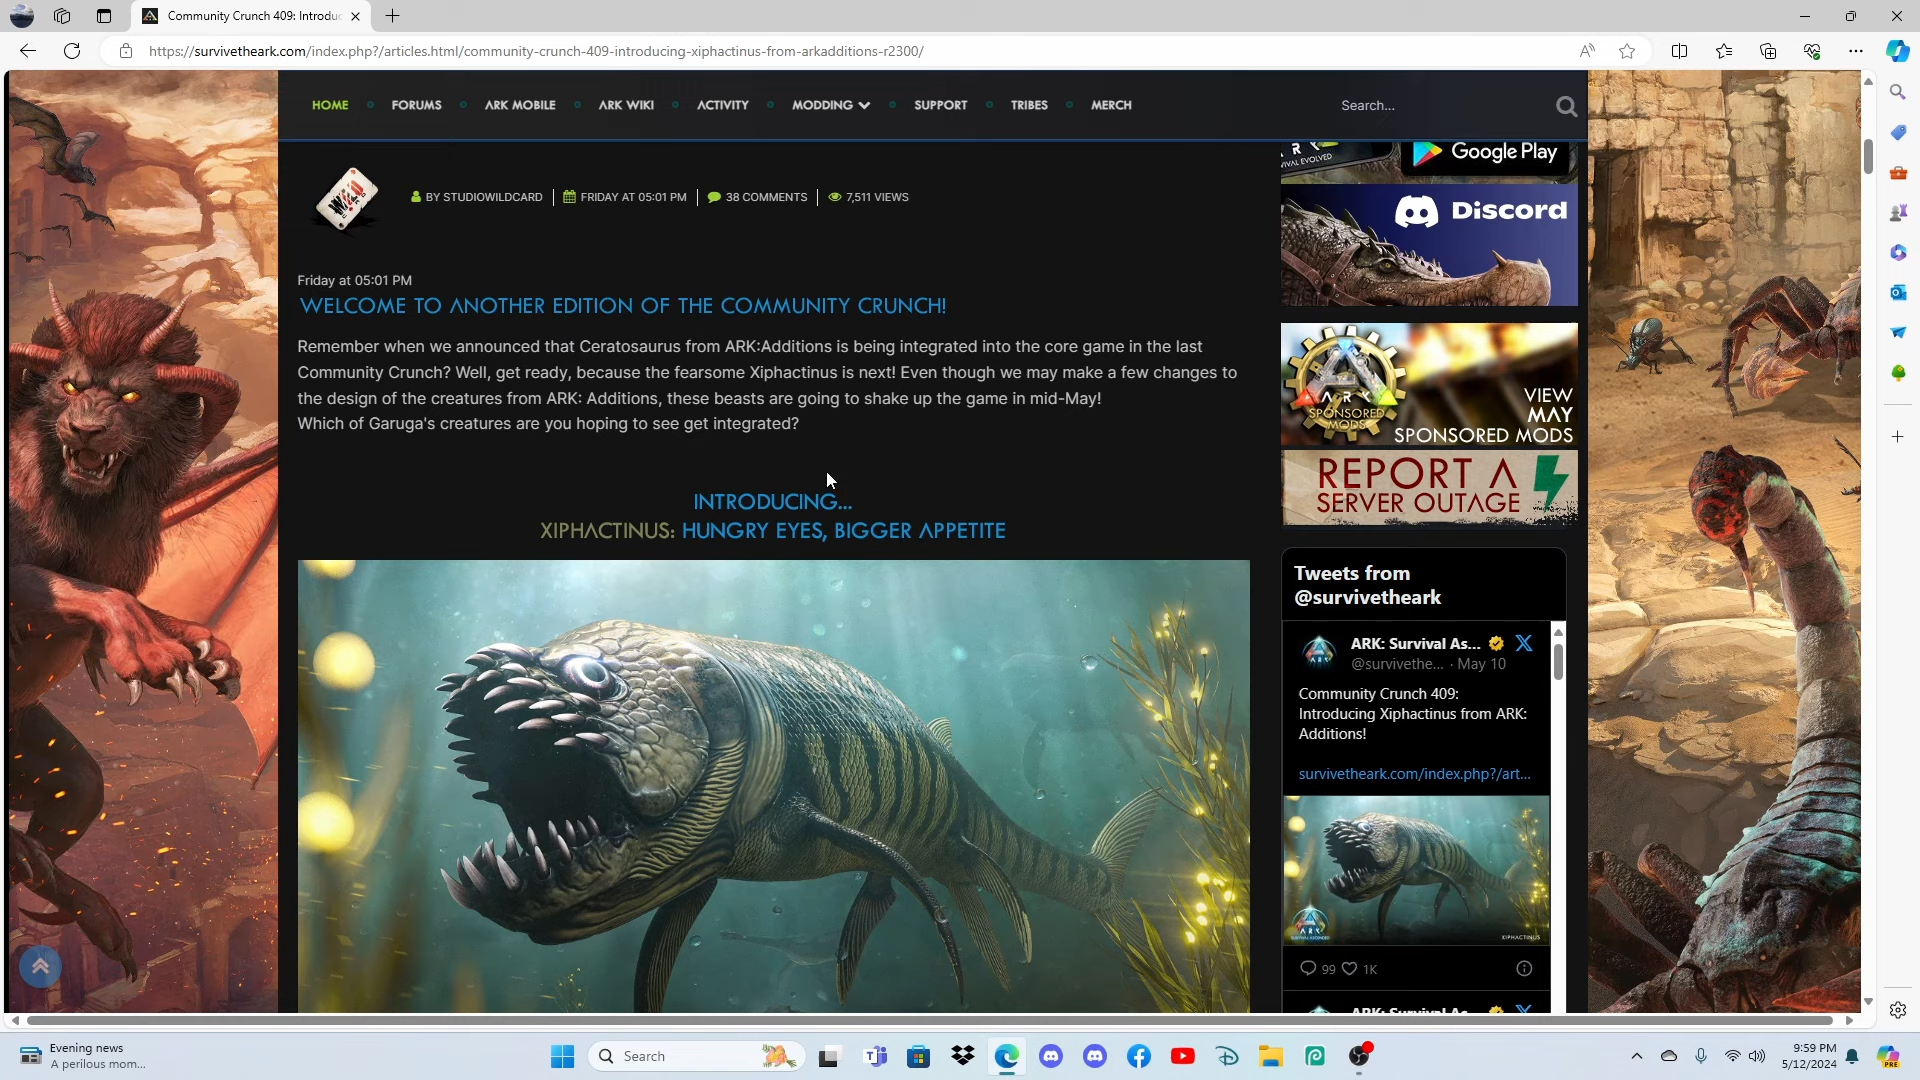 Community Crunch 409: Introdu
https://survivetheark.com/index.php?/articles.html/community-crunch-409-introducing-xiphactinus-from-arkadditions-r2300/
HOME FORUMS ARK MOBILE ARK WIKI ACTIVITY MODDING SUPPORT TRIBES MERCH Search...
Google Play
BY STUDIOWILDCARD FRIDAY AT 05:01 PM 38 COMMENTS 7,511 VIEWS
Discord
Friday at 05:01 PM
WELCOME TO ANOTHER EDITION OF THE COMMUNITY CRUNCH!
Remember when we announced that Ceratosaurus from ARK:Additions is being integrated into the core game in the last
Community Crunch? Well, get ready, because the fearsome Xiphactinus is next! Even though we may make a few changes to
the design of the creatures from ARK: Additions, these beasts are going to shake up the game in mid-May!
Which of Garuga's creatures are you hoping to see get integrated?
ARK
SPONSORED
MODS
VIEW
MAY
SPONSORED MODS
REPORT A
SERVER OUTAGE
INTRODUCING...
XIPHACTINUS: HUNGRY EYES, BIGGER APPETITE
Tweets from
@survivetheark
ARK: Survival As...
@survivethe... · May 10
Community Crunch 409:
Introducing Xiphactinus from ARK:
Additions!
survivetheark.com/index.php?/art...
ARK
XIPHACTINUS
99 1K
Evening news
A perilous mom...
Search
9:59 PM
5/12/2024
PRE